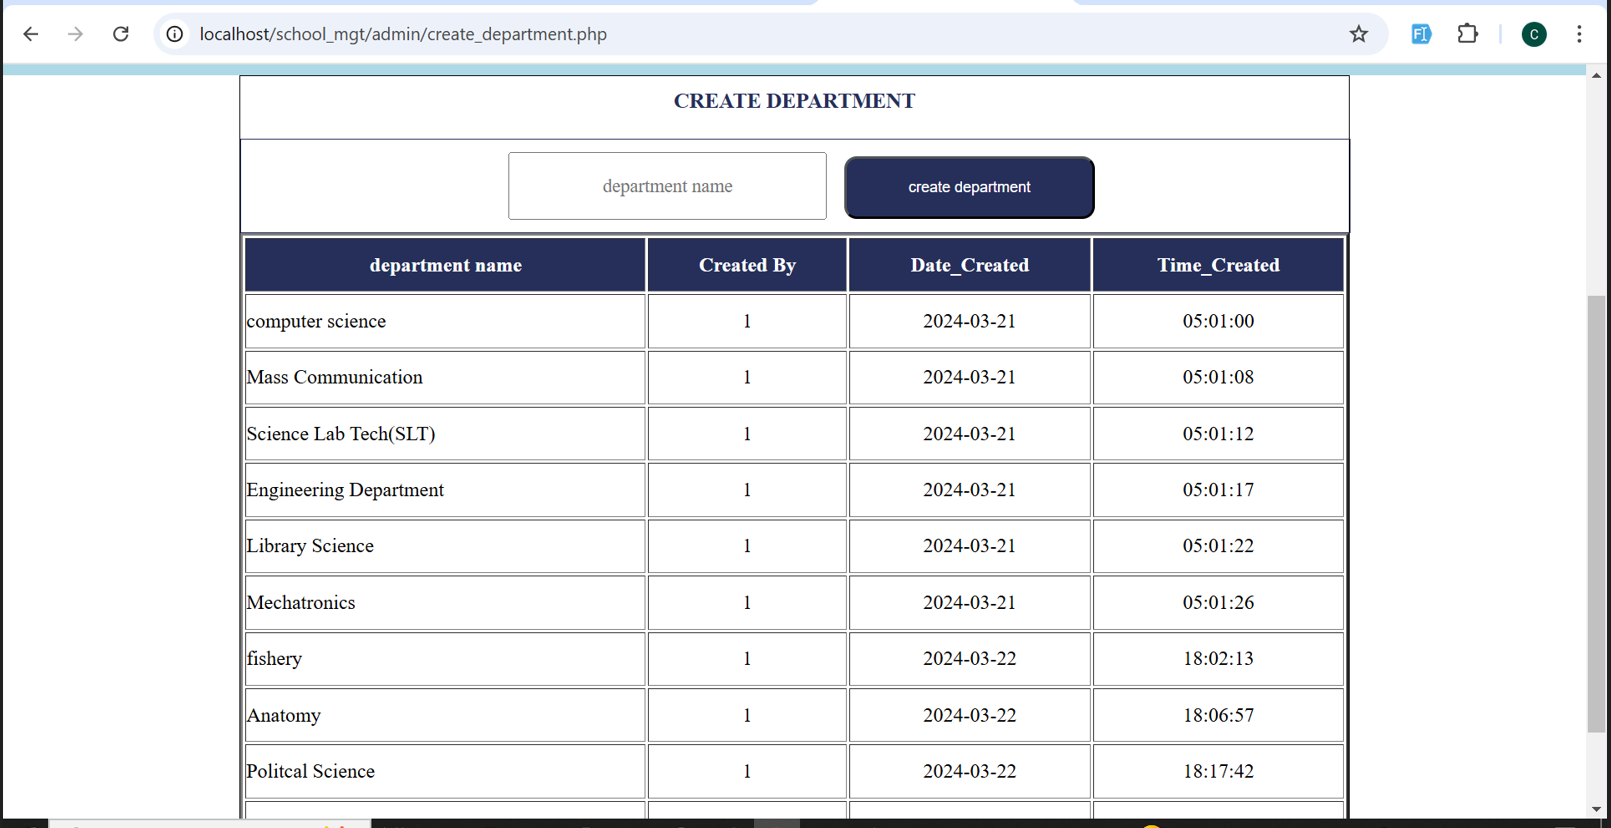 localhost/school_mgt/admin/create_department.php
C
CREATE DEPARTMENT
department name create department
department name Created By Date_Created Time_Created
computer science 1 2024-03-21 05:01:00
Mass Communication 1 2024-03-21 05:01:08
Science Lab Tech(SLT) 1 2024-03-21 05:01:12
Engineering Department 1 2024-03-21 05:01:17
Library Science 1 2024-03-21 05:01:22
Mechatronics 1 2024-03-21 05:01:26
fishery 1 2024-03-22 18:02:13
Anatomy 1 2024-03-22 18:06:57
Politcal Science 1 2024-03-22 18:17:42